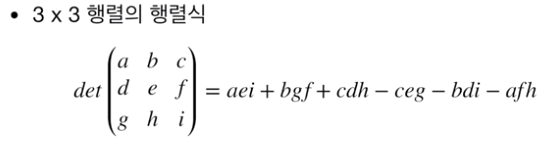 • 3 x 3 행렬의 행렬식
det ( a b c
d e f
g h i ) = aei + bgf + cdh − ceg − bdi − afh